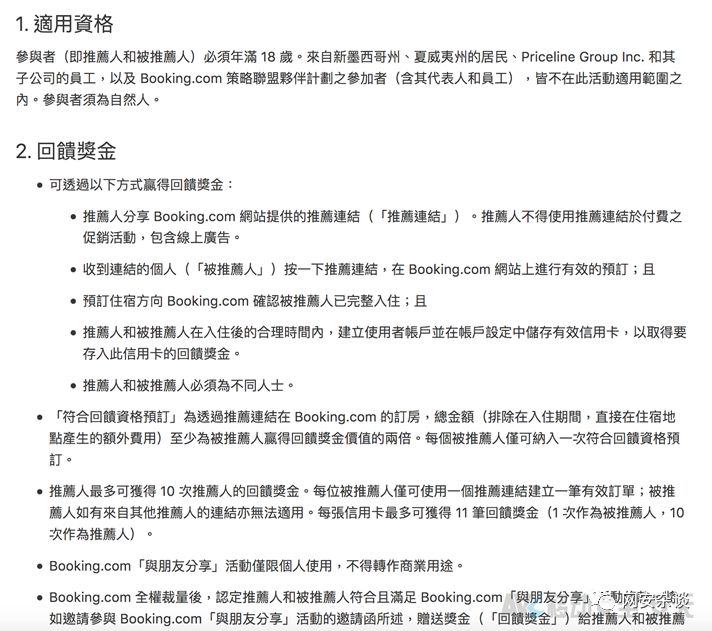 1. 適用資格
參與者（即推薦人和被推薦人）必須年滿 18 歲。來自新墨西哥州、夏威夷州的居民、Priceline Group Inc. 和其
子公司的員工，以及 Booking.com 策略聯盟夥伴計劃之參加者（含其代表人和員工），皆不在此活動適用範圍之
內。參與者須為自然人。
2. 回饋獎金
• 可透過以下方式贏得回饋獎金：
• 推薦人分享 Booking.com 網站提供的推薦連結（「推薦連結」）。推薦人不得使用推薦連結於付費之
促銷活動，包含線上廣告。
• 收到連結的個人（「被推薦人」）按一下推薦連結，在 Booking.com 網站上進行有效的預訂；且
• 預訂住宿方向 Booking.com 確認被推薦人已完整入住；且
• 推薦人和被推薦人在入住後的合理時間內，建立使用者帳戶並在帳戶設定中儲存有效信用卡，以取得要
存入此信用卡的回饋獎金。
• 推薦人和被推薦人必須為不同人士。
• 「符合回饋資格預訂」為透過推薦連結在 Booking.com 的訂房，總金額（排除在入住期間，直接在住宿地
點產生的額外費用）至少為被推薦人贏得回饋獎金價值的兩倍。每個被推薦人僅可納入一次符合回饋資格預
訂。
• 推薦人最多可獲得 10 次推薦人的回饋獎金。每位被推薦人僅可使用一個推薦連結建立一筆有效訂單；被推
薦人如有來自其他推薦人的連結亦無法適用。每張信用卡最多可獲得 11 筆回饋獎金（1 次作為被推薦人，10
次作為推薦人）。
• Booking.com「與朋友分享」活動僅限個人使用，不得轉作商業用途。
• Booking.com 全權裁量後，認定推薦人和被推薦人符合且滿足 Booking.com「與朋友分享」
网安杂谈
如邀請參與 Booking.com「與朋友分享」活動的邀請函所述，贈送獎金（「回饋獎金」）給推薦人和被推薦